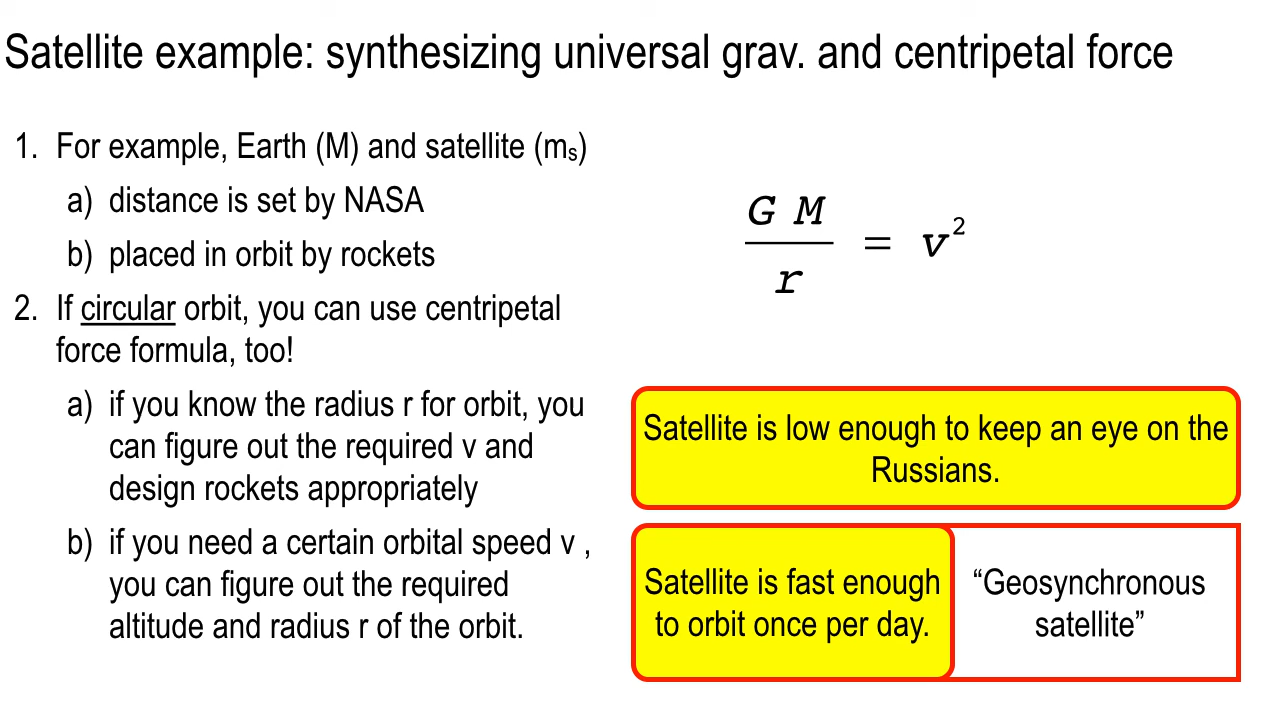 Satellite example: synthesizing universal grav. and centripetal force
1. For example, Earth (M) and satellite (mₛ)
a) distance is set by NASA
b) placed in orbit by rockets
2. If circular orbit, you can use centripetal
force formula, too!
a) if you know the radius r for orbit, you
can figure out the required v and
design rockets appropriately
b) if you need a certain orbital speed v ,
you can figure out the required
altitude and radius r of the orbit.
G M / r = v²
Satellite is low enough to keep an eye on the
Russians.
Satellite is fast enough
to orbit once per day.
“Geosynchronous
satellite”